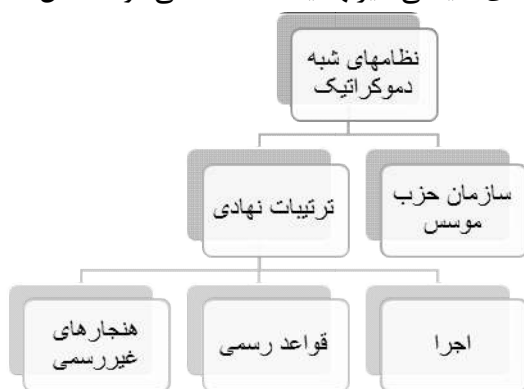 نظامهای شبه
دموکراتیک
سازمان حزب
موسس
ترتیبات نهادی
اجرا
قواعد رسمی
هنجارهای
غیررسمی